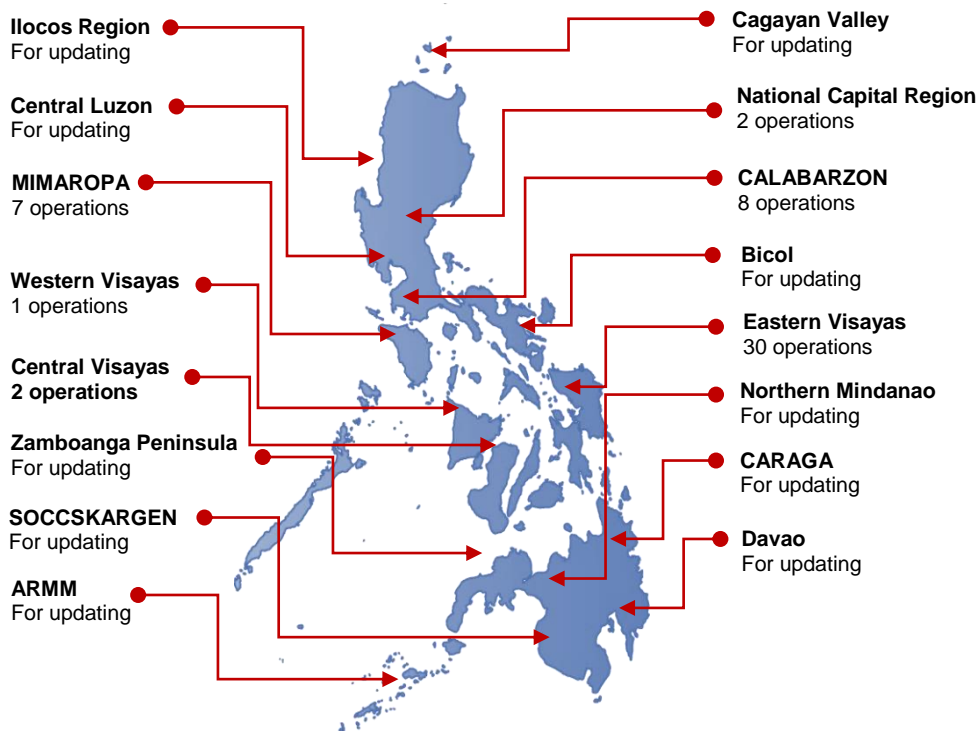 Ilocos Region
For updating
Central Luzon
For updating
MIMAROPA
7 operations
Western Visayas
1 operations
Central Visayas
2 operations
Zamboanga Peninsula
For updating
SOCCSKARGEN
For updating
ARMM
For updating
Cagayan Valley
For updating
National Capital Region
2 operations
CALABARZON
8 operations
Bicol
For updating
Eastern Visayas
30 operations
Northern Mindanao
For updating
CARAGA
For updating
Davao
For updating